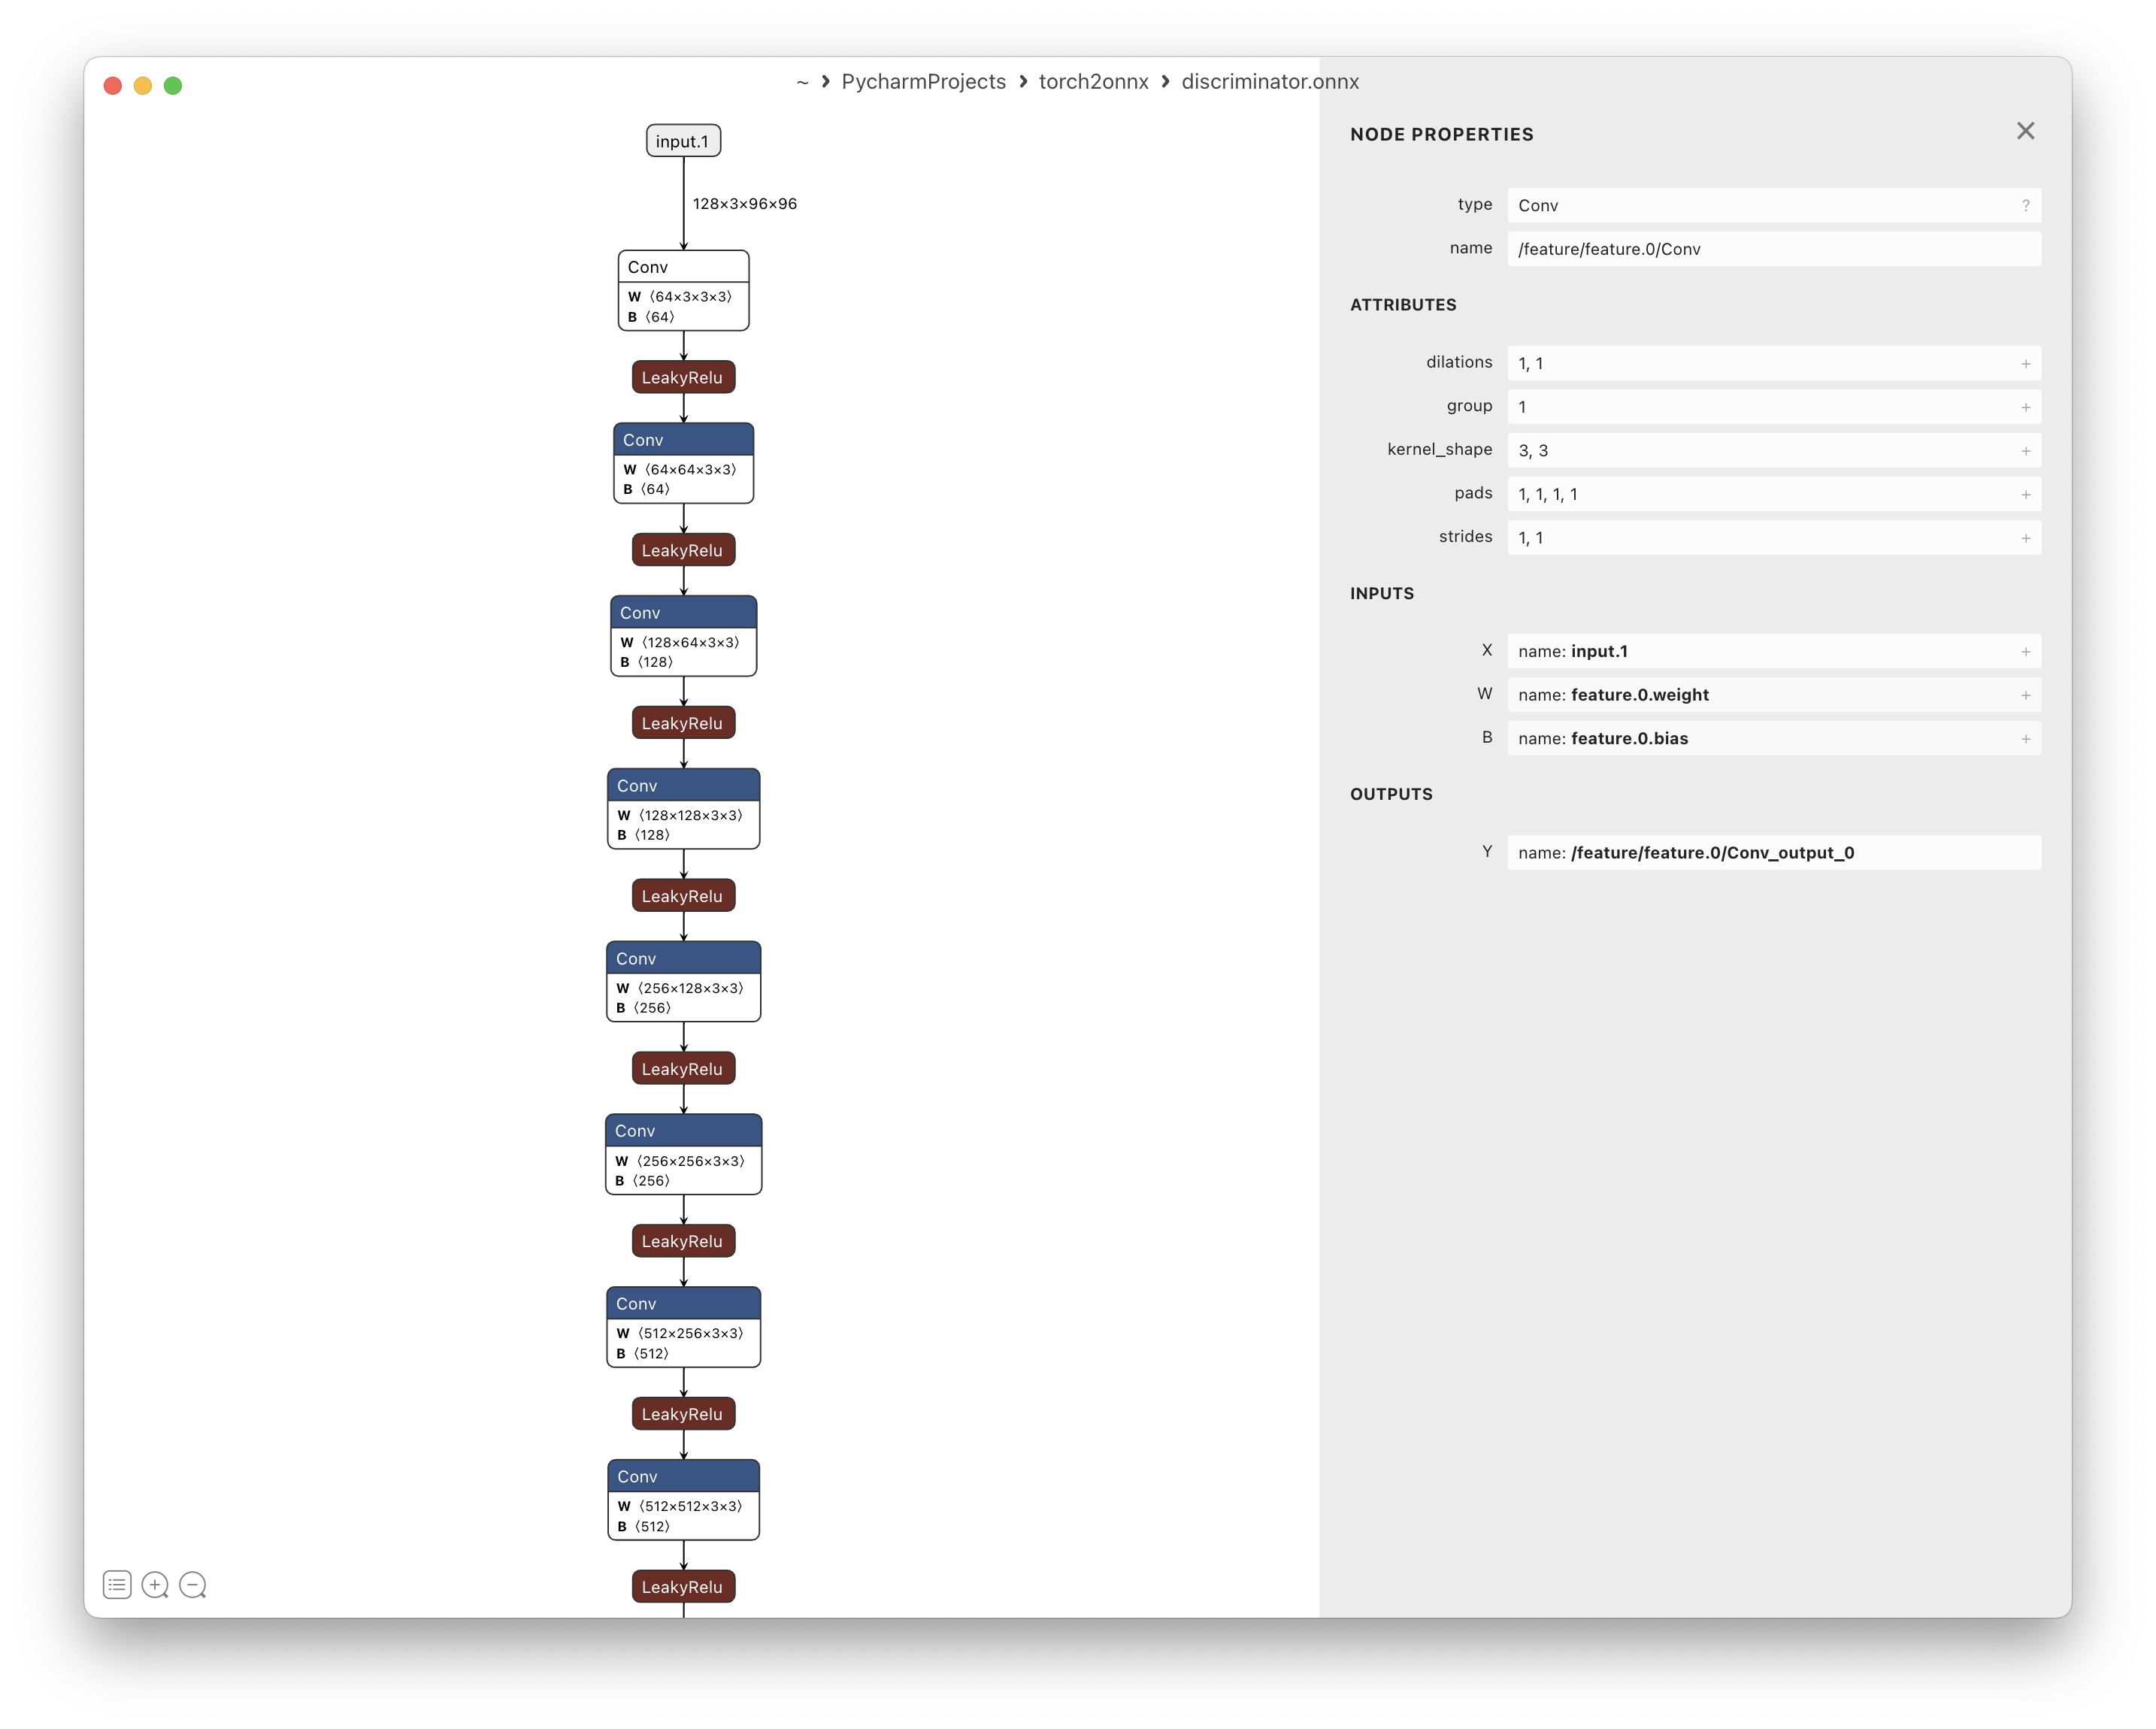 ~ › PycharmProjects › torch2onnx › discriminator.onnx
input.1
128×3×96×96
Conv
W ⟨64×3×3×3⟩
B ⟨64⟩
LeakyRelu
Conv
W ⟨64×64×3×3⟩
B ⟨64⟩
LeakyRelu
Conv
W ⟨128×64×3×3⟩
B ⟨128⟩
LeakyRelu
Conv
W ⟨128×128×3×3⟩
B ⟨128⟩
LeakyRelu
Conv
W ⟨256×128×3×3⟩
B ⟨256⟩
LeakyRelu
Conv
W ⟨256×256×3×3⟩
B ⟨256⟩
LeakyRelu
Conv
W ⟨512×256×3×3⟩
B ⟨512⟩
LeakyRelu
Conv
W ⟨512×512×3×3⟩
B ⟨512⟩
LeakyRelu
NODE PROPERTIES
type Conv ?
name /feature/feature.0/Conv
ATTRIBUTES
dilations 1, 1 +
group 1 +
kernel_shape 3, 3 +
pads 1, 1, 1, 1 +
strides 1, 1 +
INPUTS
X name: input.1 +
W name: feature.0.weight +
B name: feature.0.bias +
OUTPUTS
Y name: /feature/feature.0/Conv_output_0